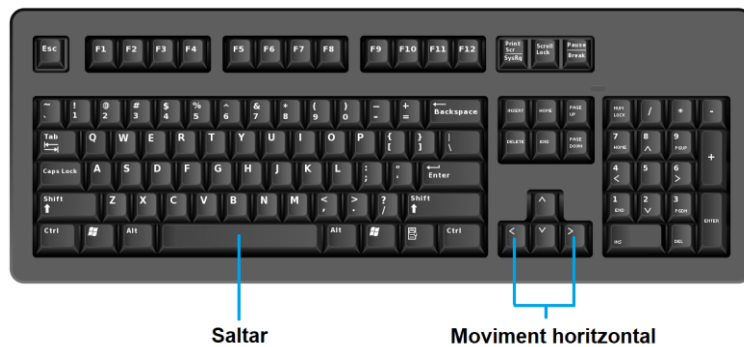 Esc F1 F2 F3 F4 F5 F6 F7 F8 F9 F10 F11 F12 Print Scr SysRq Scroll Lock Pause Break
~ ` ! 1 @ 2 # 3 $ 4 % 5 ^ 6 & 7 * 8 ( 9 ) 0 - + = Backspace INSERT HOME PAGE UP NUM LOCK / * -
Tab Q W E R T Y U I O P { [ } ] | \ DELETE END PAGE DOWN 7 HOME 8 9 PGUP +
Caps Lock A S D F G H J K L : ; " ' Enter 4 5 6
Shift Z X C V B N M < , > . ? / Shift 1 END 2 3 PGDN ENTER
Ctrl Alt Alt Ctrl INS DEL
Saltar Moviment horitzontal